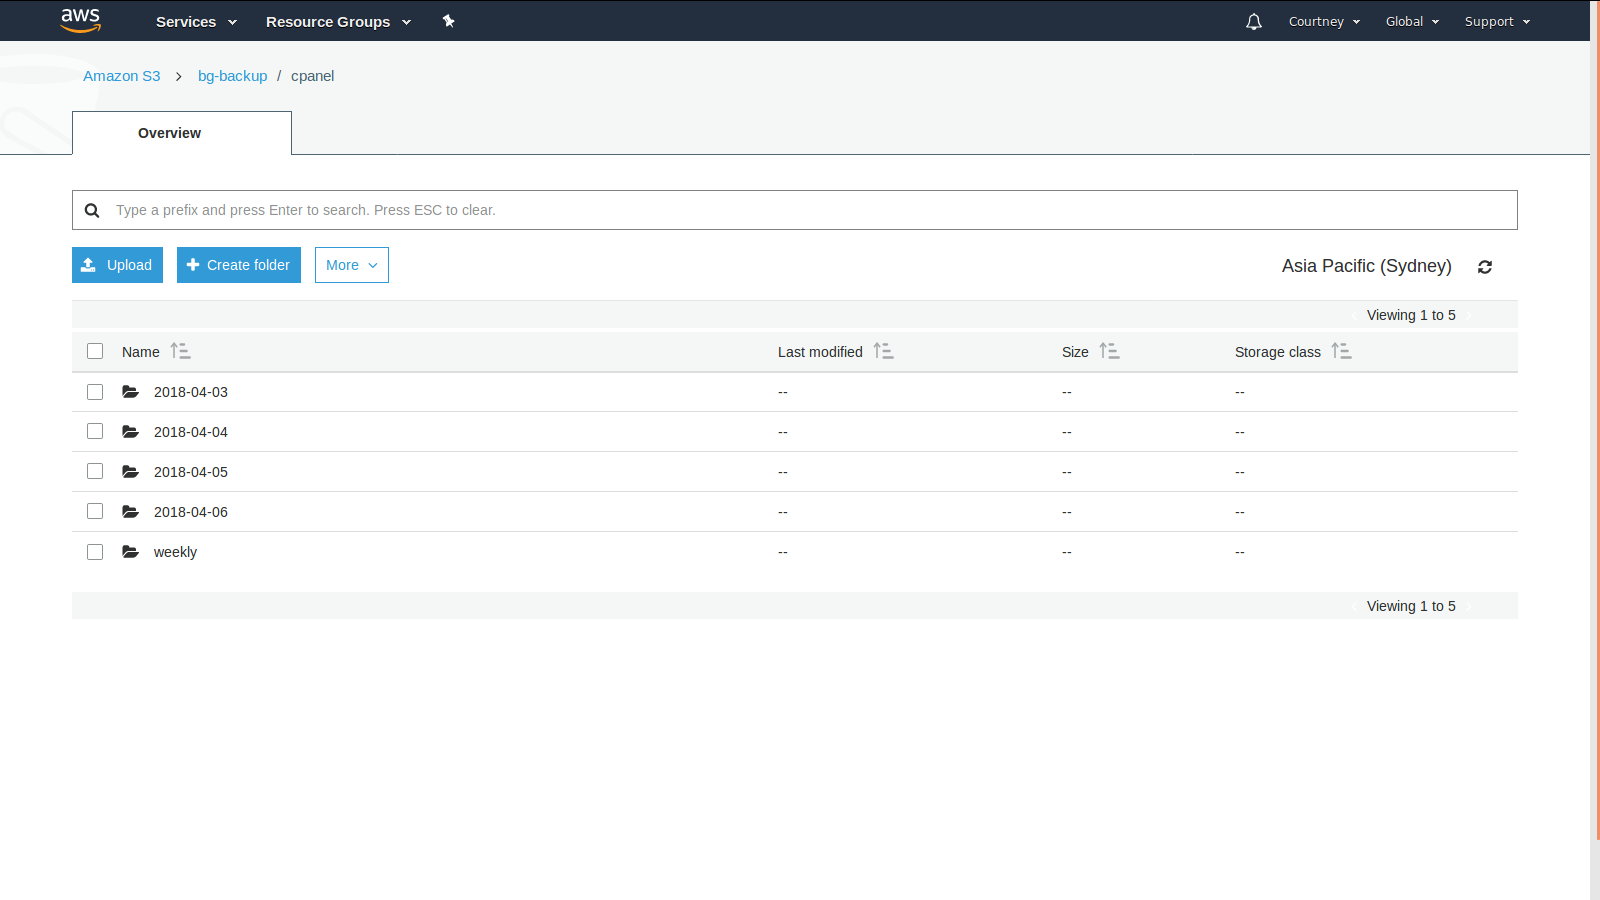 aws Services Resource Groups Courtney Global Support
Amazon S3 > bg-backup / cpanel
Overview
Type a prefix and press Enter to search. Press ESC to clear.
Upload Create folder More Asia Pacific (Sydney)
Viewing 1 to 5
Name Last modified Size Storage class
2018-04-03 -- -- --
2018-04-04 -- -- --
2018-04-05 -- -- --
2018-04-06 -- -- --
weekly -- -- --
Viewing 1 to 5